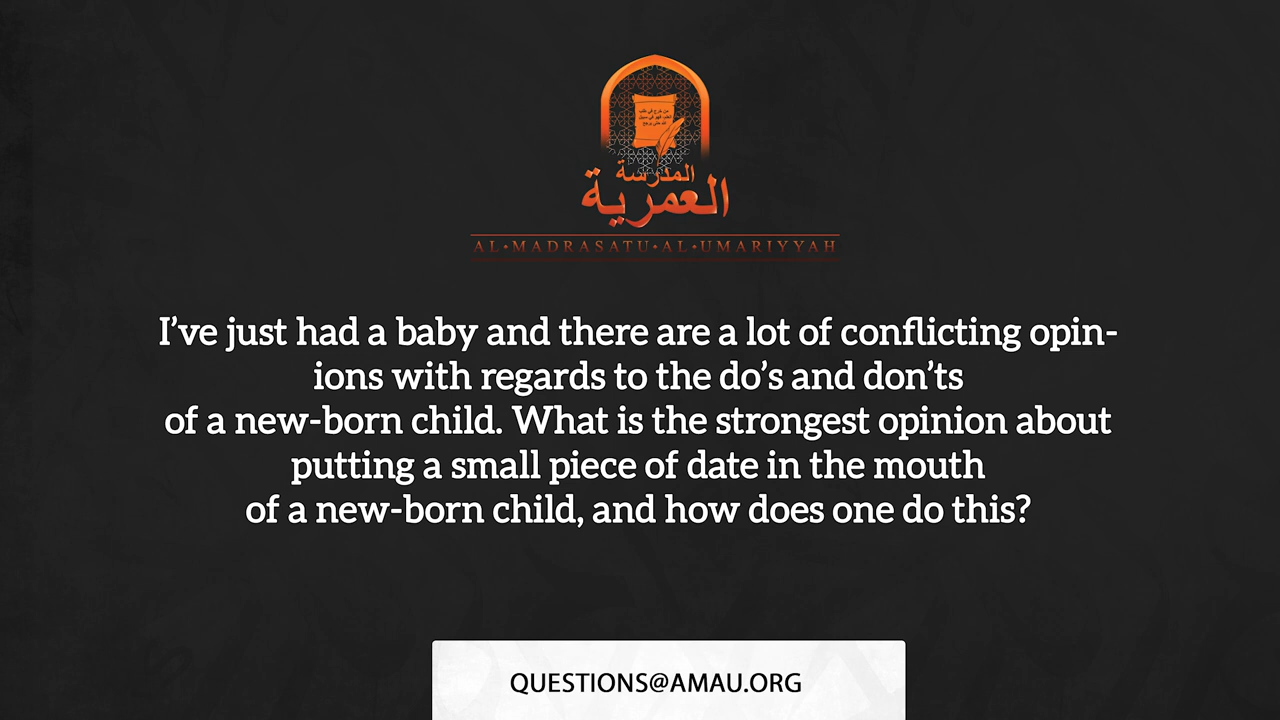 المدرسة
العمرية
AL•MADRASATU•AL•UMARIYYAH
I’ve just had a baby and there are a lot of conflicting opin-
ions with regards to the do’s and don’ts
of a new-born child. What is the strongest opinion about
putting a small piece of date in the mouth
of a new-born child, and how does one do this?
QUESTIONS@AMAU.ORG